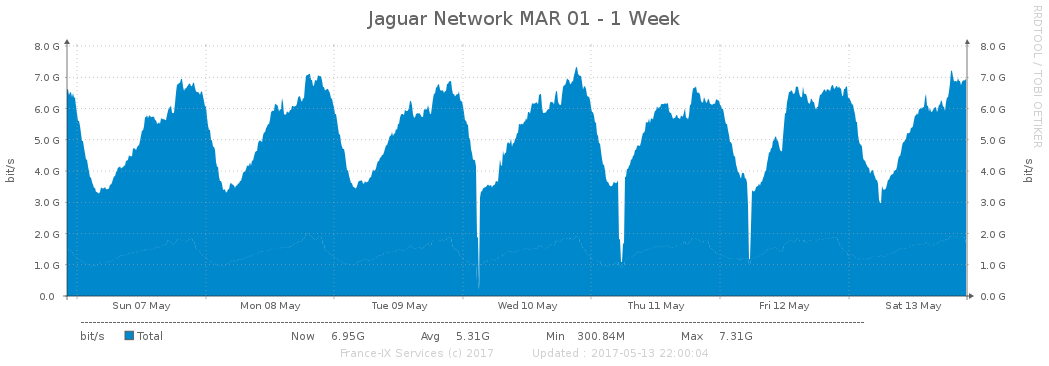 Jaguar Network MAR 01 - 1 Week
RRDTOOL / TOBI OETIKER
8.0 G 8.0 G
7.0 G 7.0 G
6.0 G 6.0 G
5.0 G 5.0 G
4.0 G 4.0 G
3.0 G 3.0 G
2.0 G 2.0 G
1.0 G 1.0 G
0.0 0.0 G
bit/s bit/s
Sun 07 May Mon 08 May Tue 09 May Wed 10 May Thu 11 May Fri 12 May Sat 13 May
bit/s Total Now 6.95G Avg 5.31G Min 300.84M Max 7.31G
France-IX Services (c) 2017 Updated : 2017-05-13 22:00:04